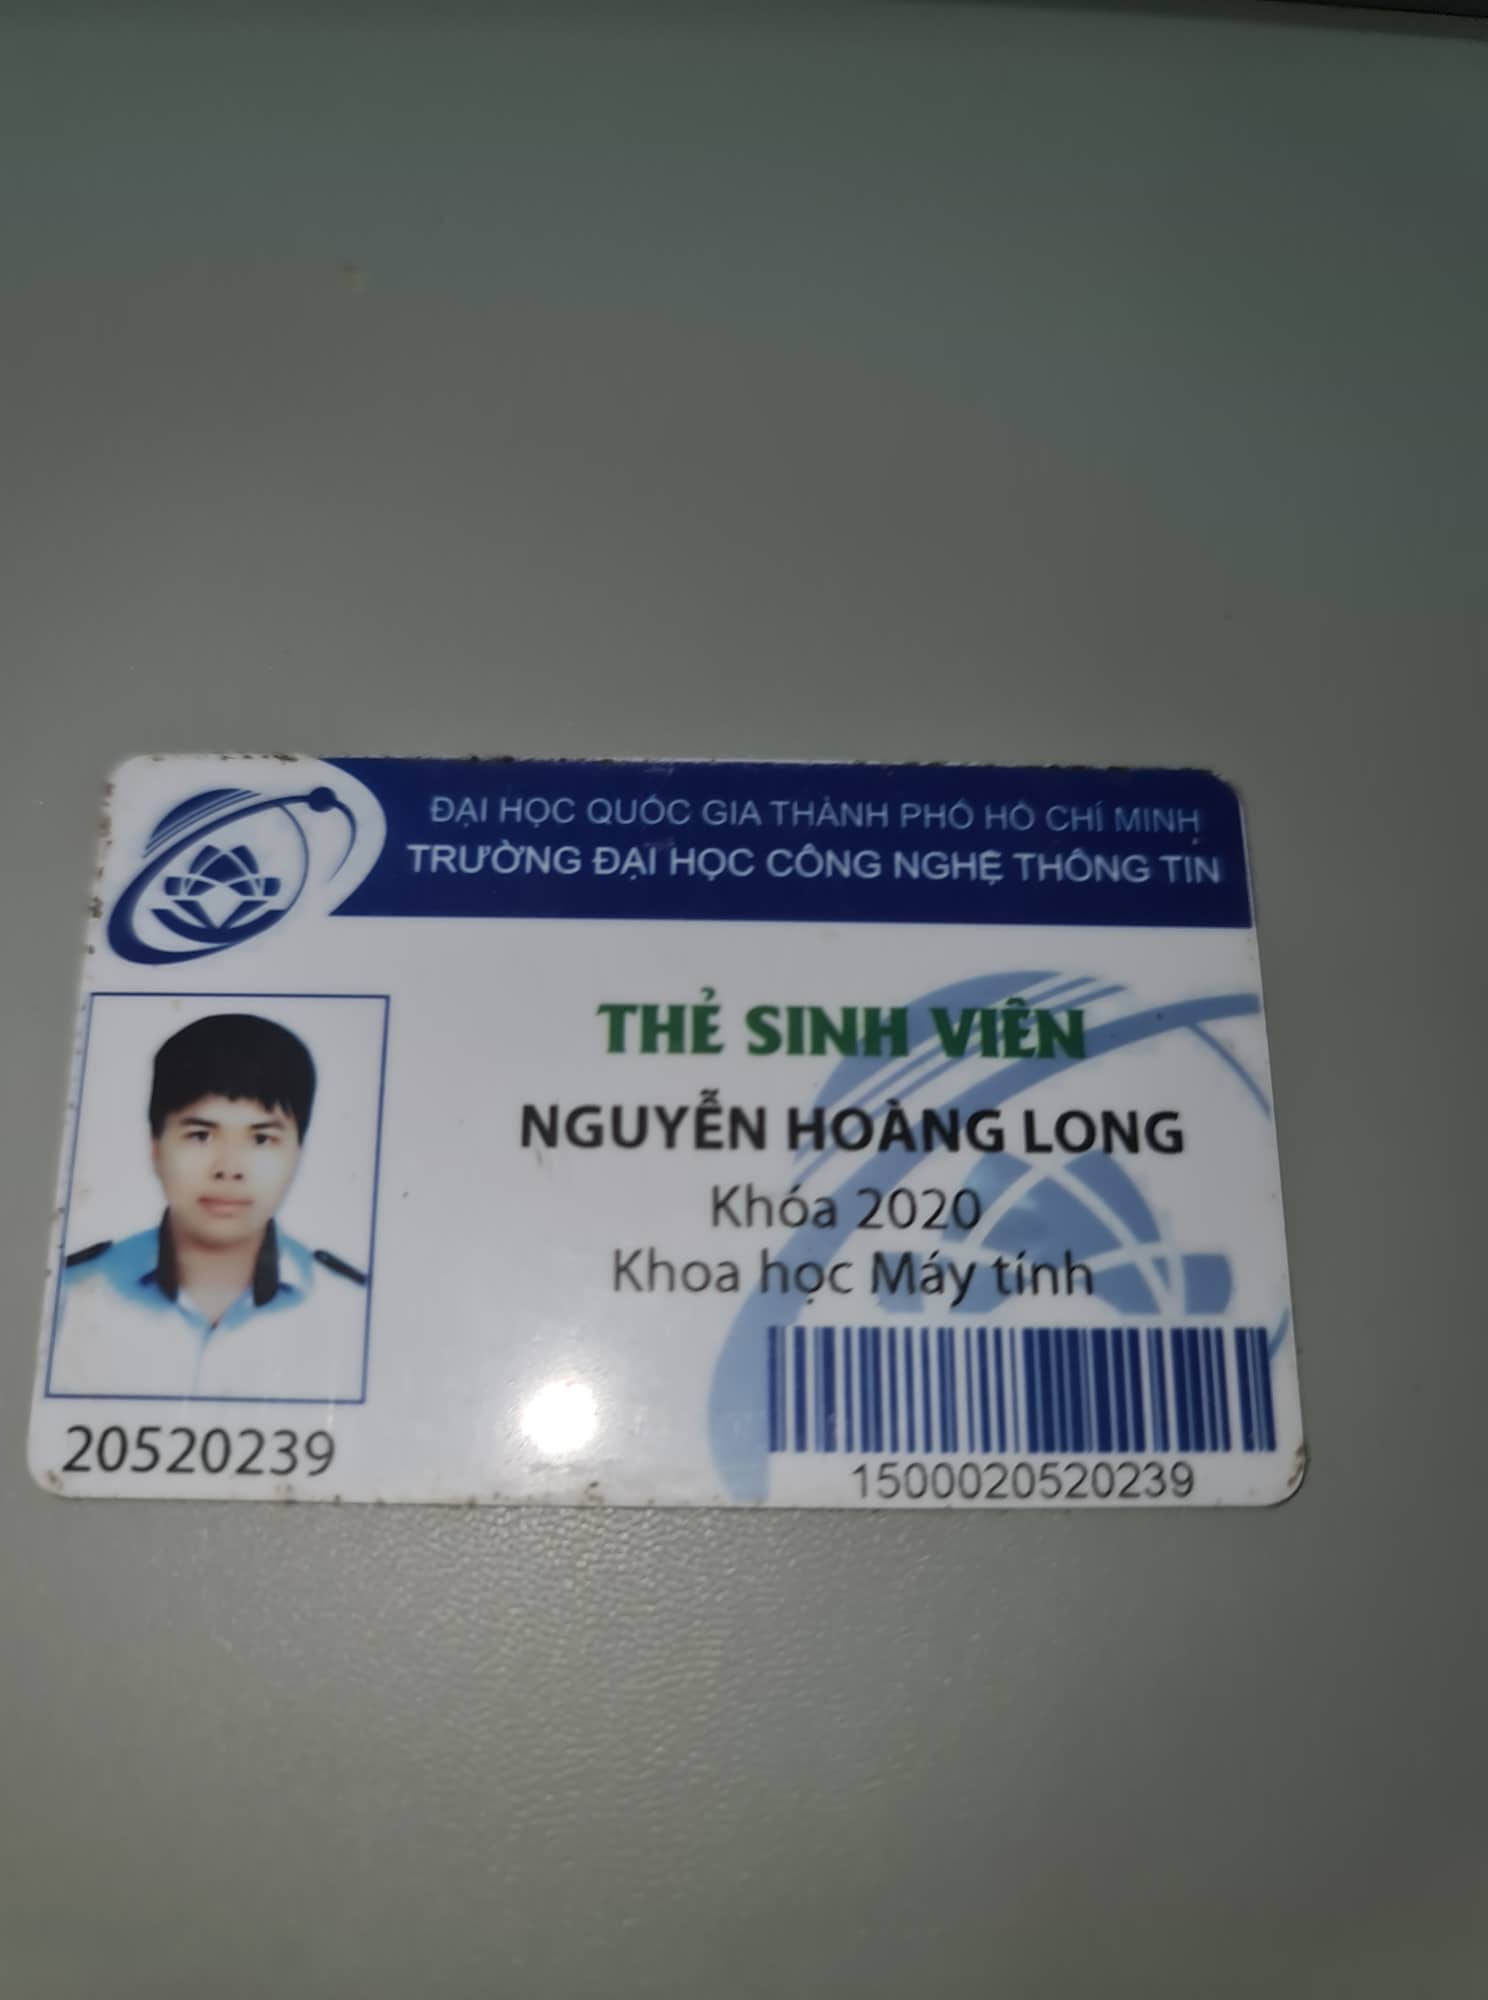 ĐẠI HỌC QUỐC GIA THÀNH PHỐ HỒ CHÍ MINH
TRƯỜNG ĐẠI HỌC CÔNG NGHỆ THÔNG TIN
THẺ SINH VIÊN
NGUYỄN HOÀNG LONG
Khóa 2020
Khoa học Máy tính
20520239
1500020520239